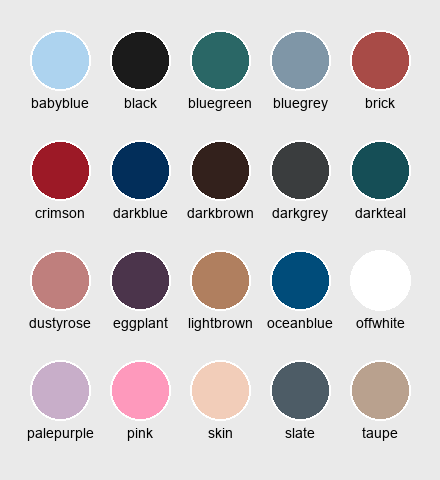 babyblue black bluegreen bluegrey brick
crimson darkblue darkbrown darkgrey darkteal
dustyrose eggplant lightbrown oceanblue offwhite
palepurple pink skin slate taupe